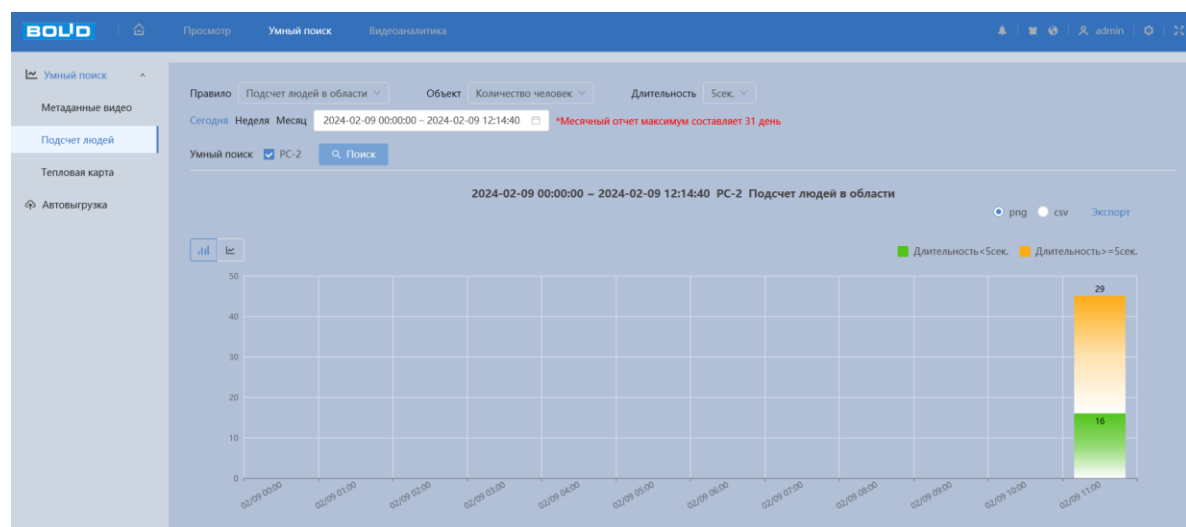 BOLID Просмотр Умный поиск Видеоаналитика admin
Умный поиск
Метаданные видео
Подсчет людей
Тепловая карта
Автовыгрузка
Правило Подсчет людей в области Объект Количество человек Длительность 5сек.
Сегодня Неделя Месяц 2024-02-09 00:00:00 ~ 2024-02-09 12:14:40 *Месячный отчет максимум составляет 31 день
Умный поиск PC-2 Поиск
2024-02-09 00:00:00 ~ 2024-02-09 12:14:40 PC-2 Подсчет людей в области
png csv Экспорт
Длительность<5сек. Длительность>=5сек.
50
29
40
30
20
16
10
0
02/09 00:00 02/09 01:00 02/09 02:00 02/09 03:00 02/09 04:00 02/09 05:00 02/09 06:00 02/09 07:00 02/09 08:00 02/09 09:00 02/09 10:00 02/09 11:00